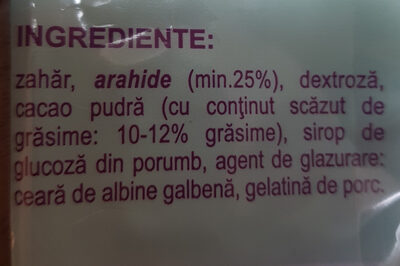 INGREDIENTE:
zahăr, arahide (min.25%), dextroză,
cacao pudră (cu conţinut scăzut de
grăsime: 10-12% grăsime), sirop de
glucoză din porumb, agent de glazurare:
ceară de albine galbenă, gelatină de porc.